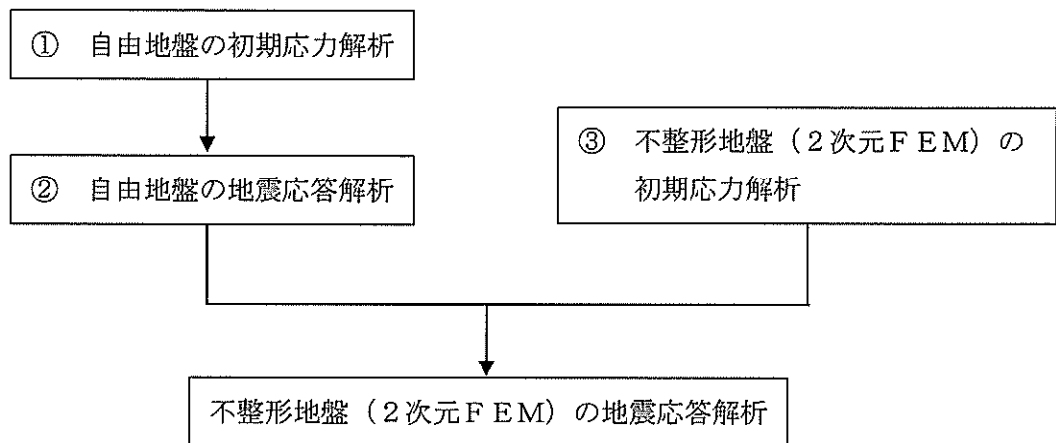 ① 自由地盤の初期応力解析
② 自由地盤の地震応答解析
③ 不整形地盤（２次元ＦＥＭ）の
初期応力解析
不整形地盤（２次元ＦＥＭ）の地震応答解析